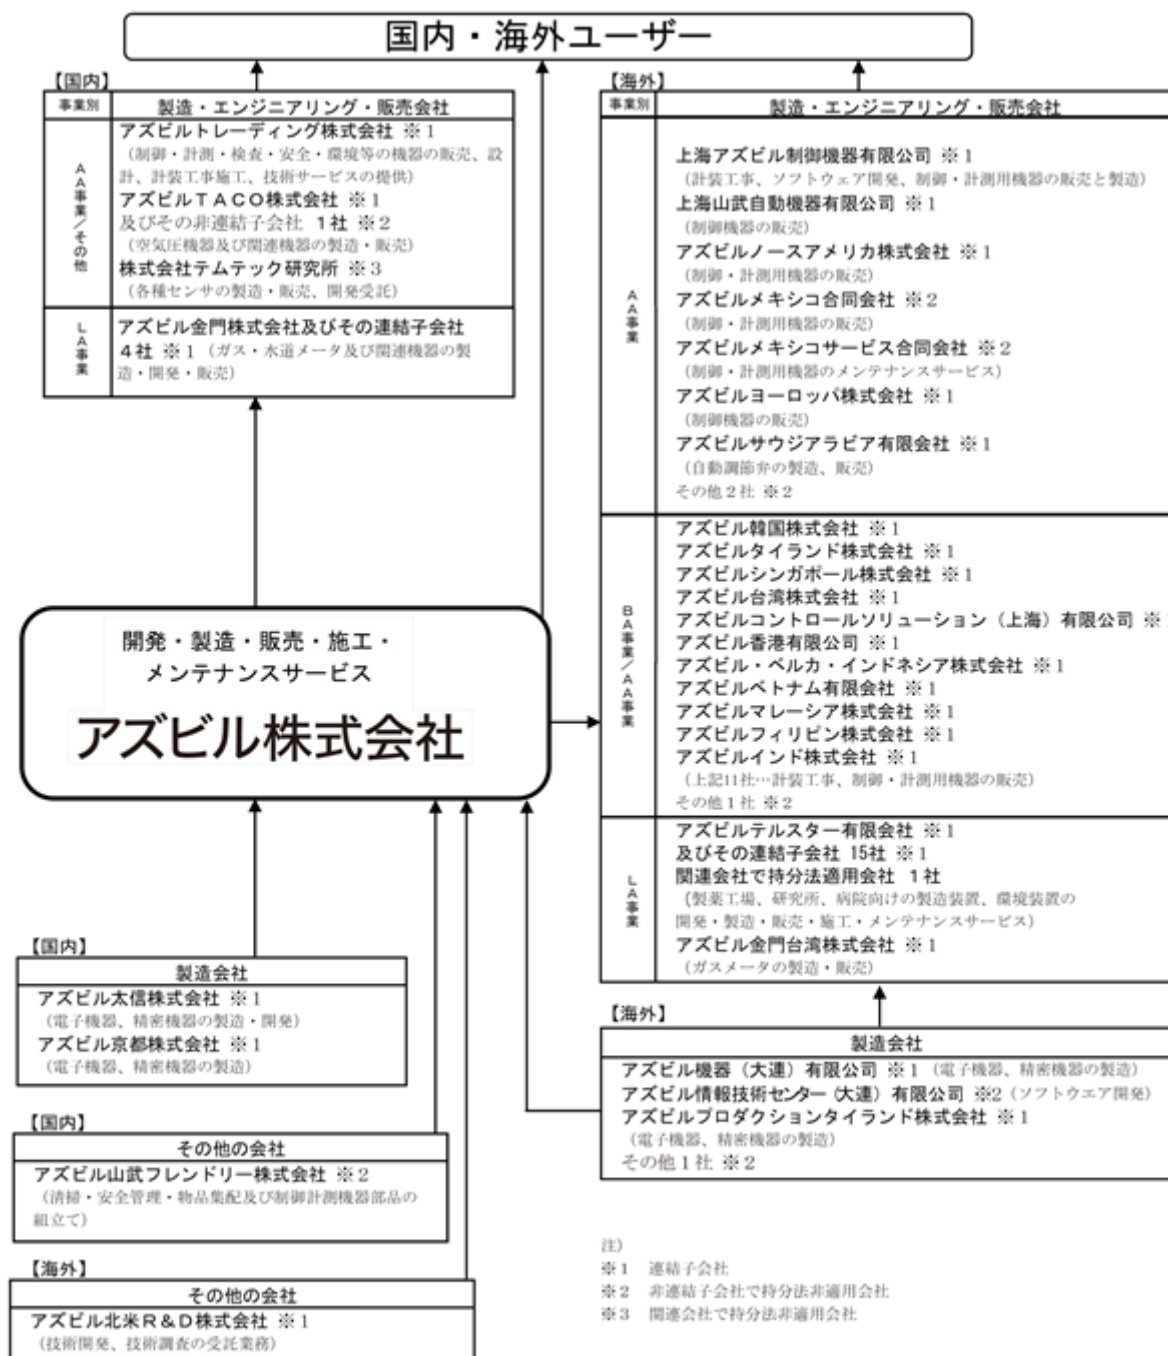 国内・海外ユーザー
【国内】
事業別
製造・エンジニアリング・販売会社
AA事業/その他
アズビルトレーディング株式会社 ※1
(制御・計測・検査・安全・環境等の機器の販売、設
計、計装工事施工、技術サービスの提供)
アズビルTACO株式会社 ※1
及びその非連結子会社 1社 ※2
(空気圧機器及び関連機器の製造・販売)
株式会社テムテック研究所 ※3
(各種センサの製造・販売、開発受託)
LA事業
アズビル金門株式会社及びその連結子会社
4社 ※1 (ガス・水道メータ及び関連機器の製
造・開発・販売)
開発・製造・販売・施工・
メンテナンスサービス
アズビル株式会社
【国内】
製造会社
アズビル太信株式会社 ※1
(電子機器、精密機器の製造・開発)
アズビル京都株式会社 ※1
(電子機器、精密機器の製造)
【国内】
その他の会社
アズビル山武フレンドリー株式会社 ※2
(清掃・安全管理・物品集配及び制御計測機器部品の
組立て)
【海外】
その他の会社
アズビル北米R&D株式会社 ※1
(技術開発、技術調査の受託業務)
【海外】
事業別
製造・エンジニアリング・販売会社
AA事業
上海アズビル制御機器有限公司 ※1
(計装工事、ソフトウェア開発、制御・計測用機器の販売と製造)
上海山武自動機器有限公司 ※1
(制御機器の販売)
アズビルノースアメリカ株式会社 ※1
(制御・計測用機器の販売)
アズビルメキシコ合同会社 ※2
(制御・計測用機器の販売)
アズビルメキシコサービス合同会社 ※2
(制御・計測用機器のメンテナンスサービス)
アズビルヨーロッパ株式会社 ※1
(制御機器の販売)
アズビルサウジアラビア有限会社 ※1
(自動調節弁の製造、販売)
その他2社 ※2
BA事業/AA事業
アズビル韓国株式会社 ※1
アズビルタイランド株式会社 ※1
アズビルシンガポール株式会社 ※1
アズビル台湾株式会社 ※1
アズビルコントロールソリューション(上海)有限公司 ※
アズビル香港有限公司 ※1
アズビル・ベルカ・インドネシア株式会社 ※1
アズビルベトナム有限会社 ※1
アズビルマレーシア株式会社 ※1
アズビルフィリピン株式会社 ※1
アズビルインド株式会社 ※1
(上記11社…計装工事、制御・計測用機器の販売)
その他1社 ※2
LA事業
アズビルテルスター有限会社 ※1
及びその連結子会社 15社 ※1
関連会社で持分法適用会社 1社
(製薬工場、研究所、病院向けの製造装置、環境装置の
開発・製造・販売・施工・メンテナンスサービス)
アズビル金門台湾株式会社 ※1
(ガスメータの製造・販売)
【海外】
製造会社
アズビル機器(大連)有限公司 ※1 (電子機器、精密機器の製造)
アズビル情報技術センター(大連)有限公司 ※2 (ソフトウエア開発)
アズビルプロダクションタイランド株式会社 ※1
(電子機器、精密機器の製造)
その他1社 ※2
注)
※1 連結子会社
※2 非連結子会社で持分法非適用会社
※3 関連会社で持分法非適用会社